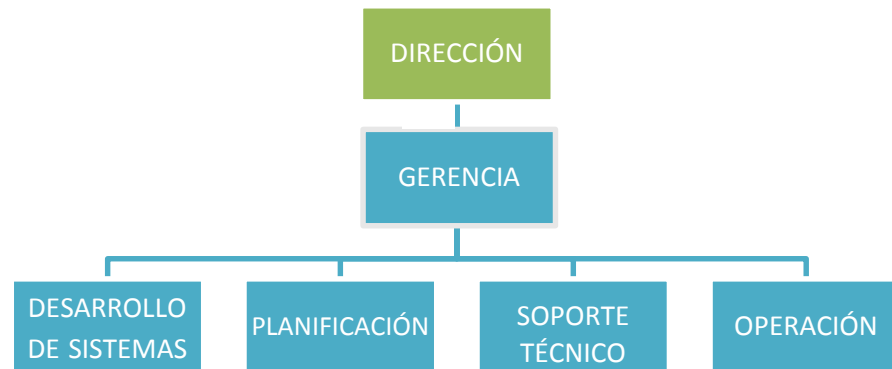 DIRECCIÓN
GERENCIA
DESARROLLO
DE SISTEMAS
PLANIFICACIÓN
SOPORTE
TÉCNICO
OPERACIÓN